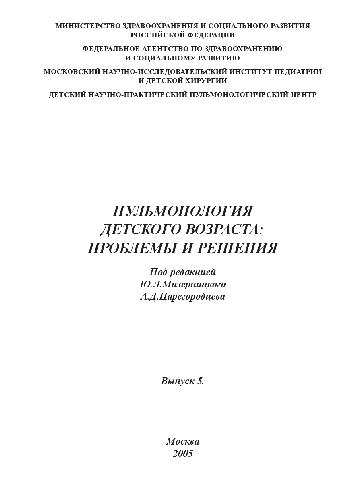 МИНИСТЕРСТВО ЗДРАВООХРАНЕНИЯ И СОЦИАЛЬНОГО РАЗВИТИЯ
РОССИЙСКОЙ ФЕДЕРАЦИИ
ФЕДЕРАЛЬНОЕ АГЕНТСТВО ПО ЗДРАВООХРАНЕНИЮ
И СОЦИАЛЬНОМУ РАЗВИТИЮ
МОСКОВСКИЙ НАУЧНО-ИССЛЕДОВАТЕЛЬСКИЙ ИНСТИТУТ ПЕДИАТРИИ
И ДЕТСКОЙ ХИРУРГИИ
ДЕТСКИЙ НАУЧНО-ПРАКТИЧЕСКИЙ ПУЛЬМОНОЛОГИЧЕСКИЙ ЦЕНТР
ПУЛЬМОНОЛОГИЯ
ДЕТСКОГО ВОЗРАСТА:
ПРОБЛЕМЫ И РЕШЕНИЯ
Под редакцией
Ю.Л.Мизерницкого
А.Д.Царегородцева
Выпуск 5.
Москва
2005